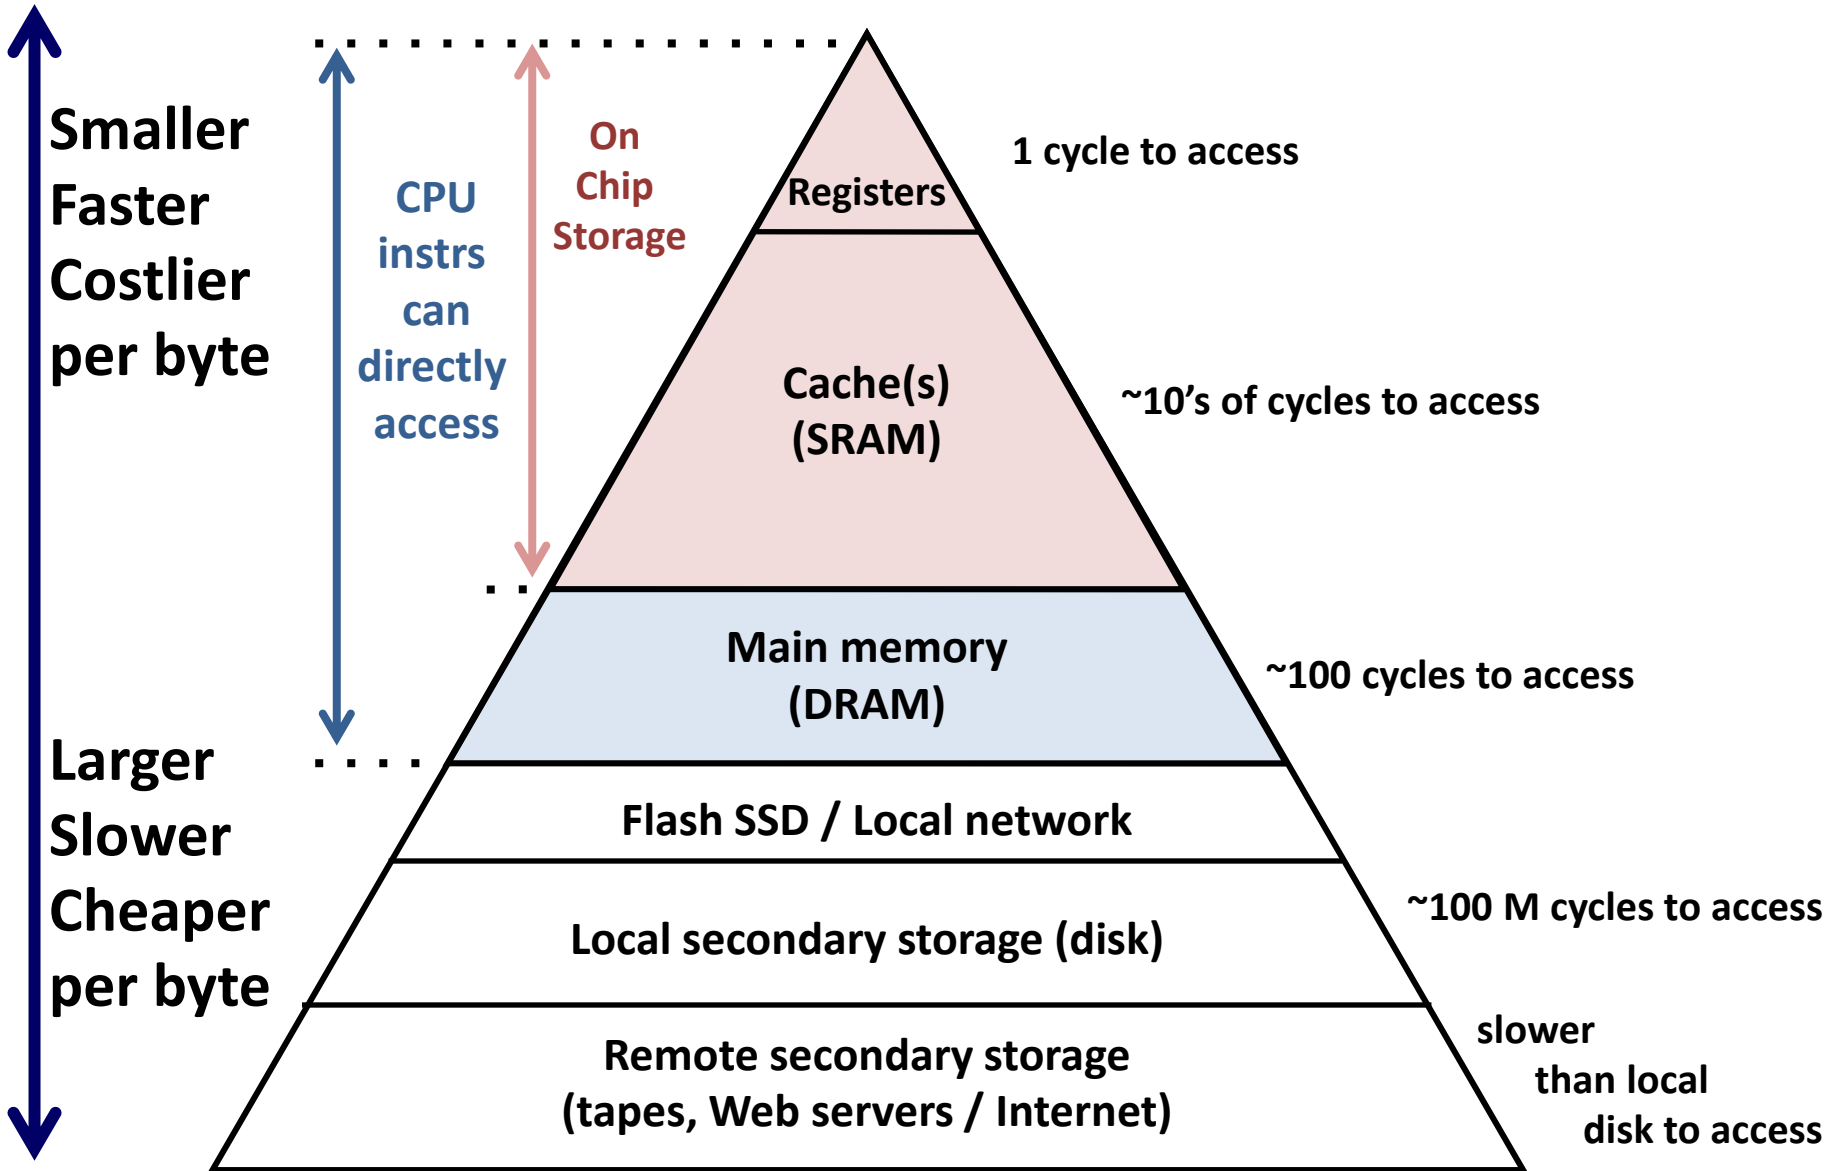 Smaller
Faster
Costlier
per byte
Larger
Slower
Cheaper
per byte
CPU
instrs
can
directly
access
On
Chip
Storage
Registers
1 cycle to access
Cache(s)
(SRAM)
~10’s of cycles to access
Main memory
(DRAM)
~100 cycles to access
Flash SSD / Local network
Local secondary storage (disk)
~100 M cycles to access
Remote secondary storage
(tapes, Web servers / Internet)
slower
than local
disk to access